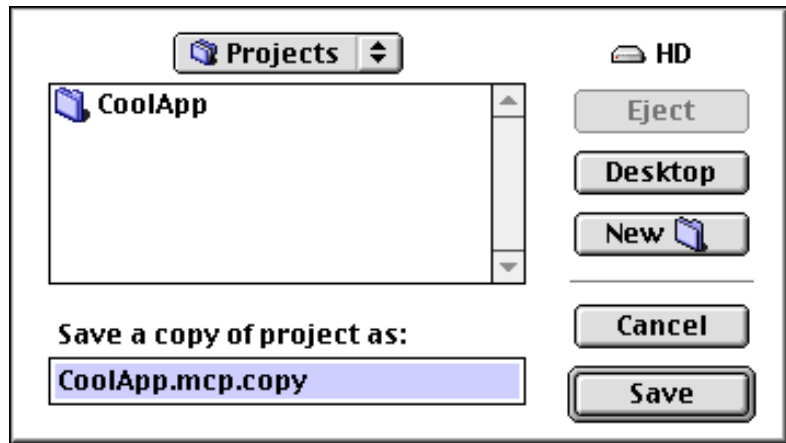 Projects
HD
CoolApp
Eject
Desktop
New
Save a copy of project as:
Cancel
CoolApp.mcp.copy
Save